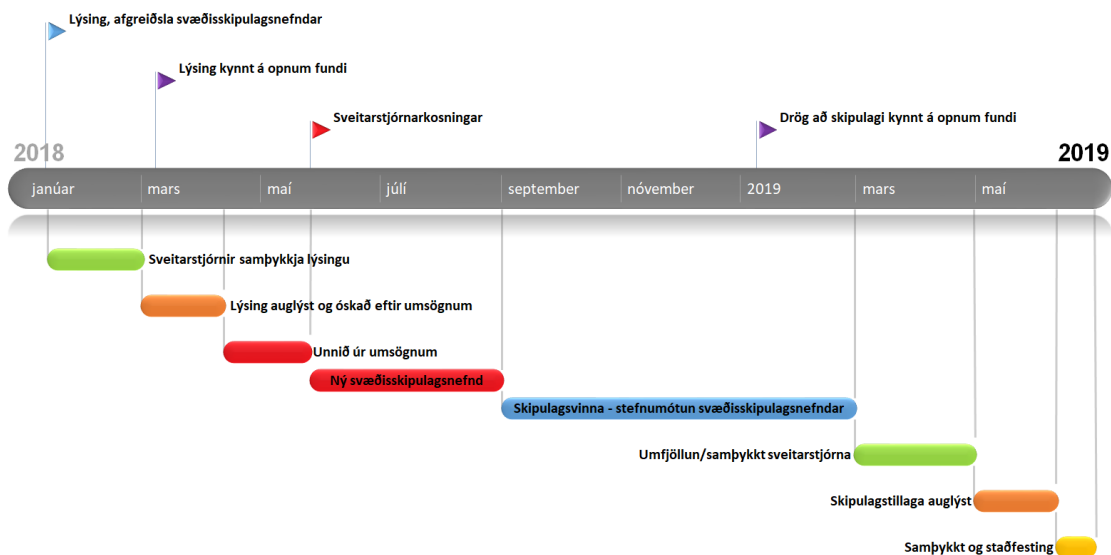 Lýsing, afgreiðsla svæðisskipulagsnefndar
Lýsing kynnt á opnum fundi
Sveitarstjórnarkosningar
Drög að skipulagi kynnt á opnum fundi
2018
2019
janúar
mars
maí
júlí
september
nóvember
2019
mars
maí
Sveitarstjórnir samþykkja lýsingu
Lýsing auglýst og óskað eftir umsögnum
Unnið úr umsögnum
Ný svæðisskipulagsnefnd
Skipulagsvinna - stefnumótun svæðisskipulagsnefndar
Umfjöllun/samþykkt sveitarstjórna
Skipulagstillaga auglýst
Samþykkt og staðfesting